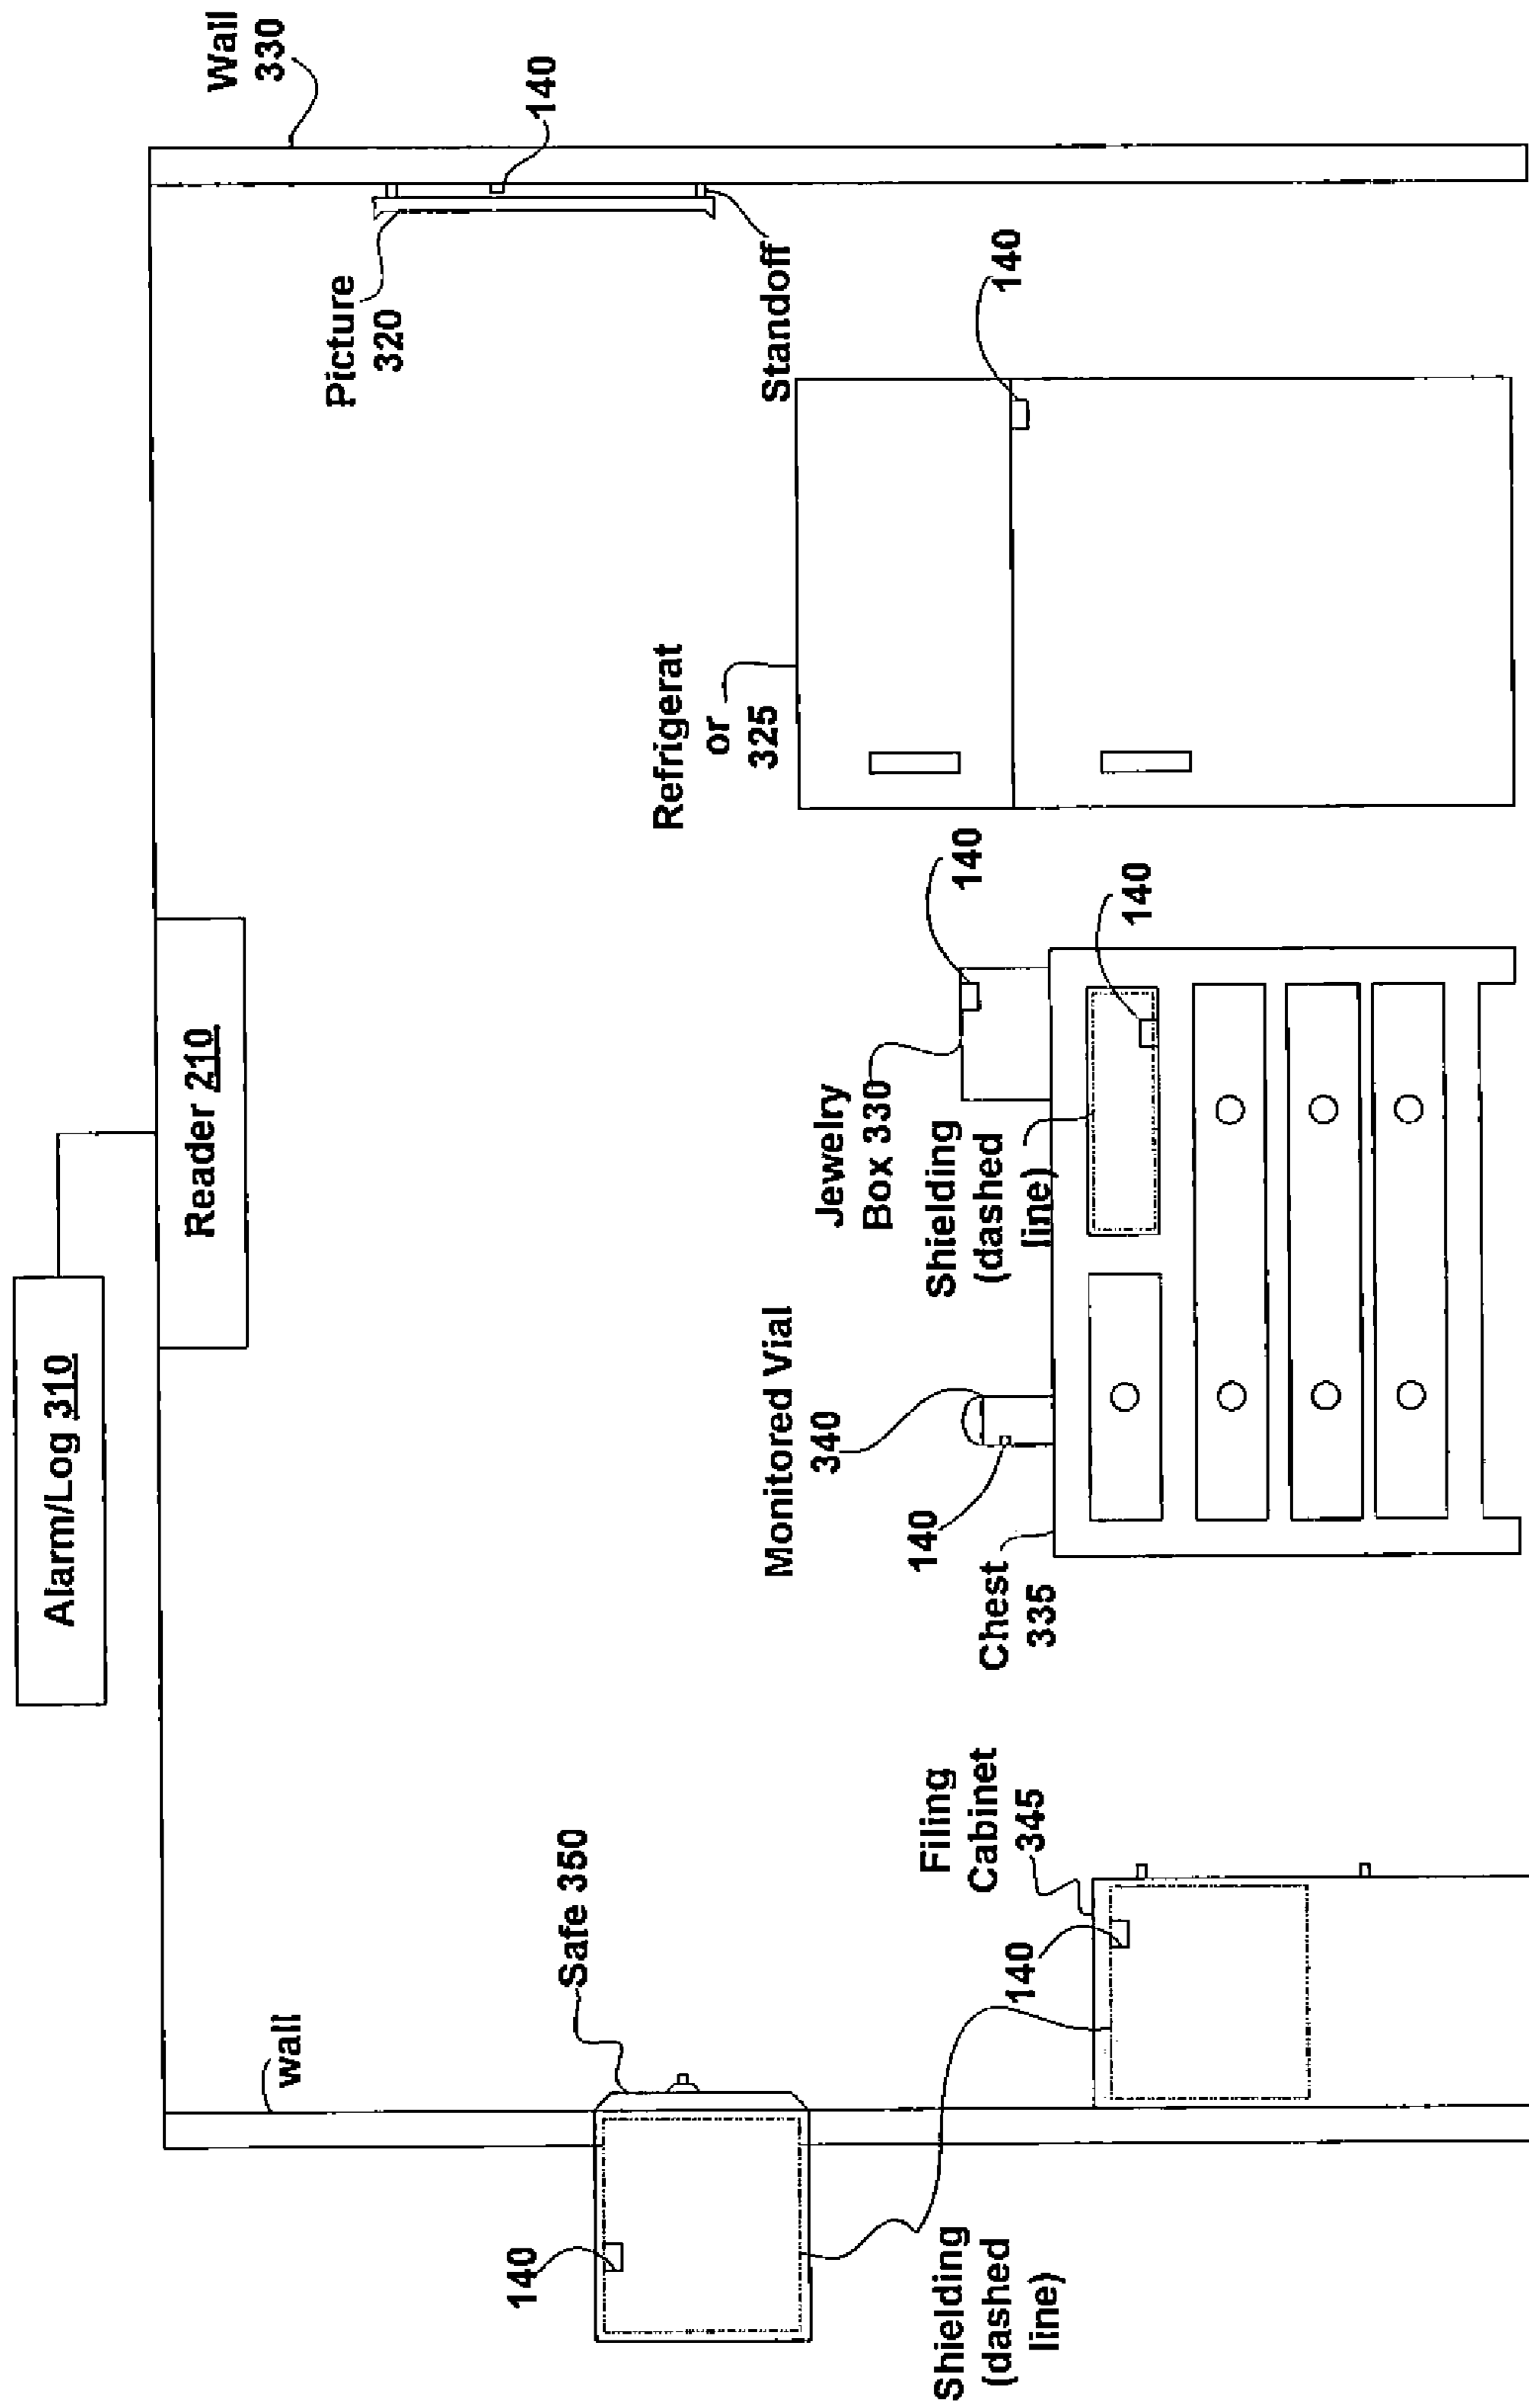 Alarm/Log 310
Reader 210
Wall
330
140
Picture
320
Standoff
wall
Safe 350
140
Shielding
(dashed
line)
Filing
Cabinet
345
140
Monitored Vial
340
140
Chest
335
Jewelry
Box 330
Shielding
(dashed
line)
140
140
Refrigerat
or
325
140